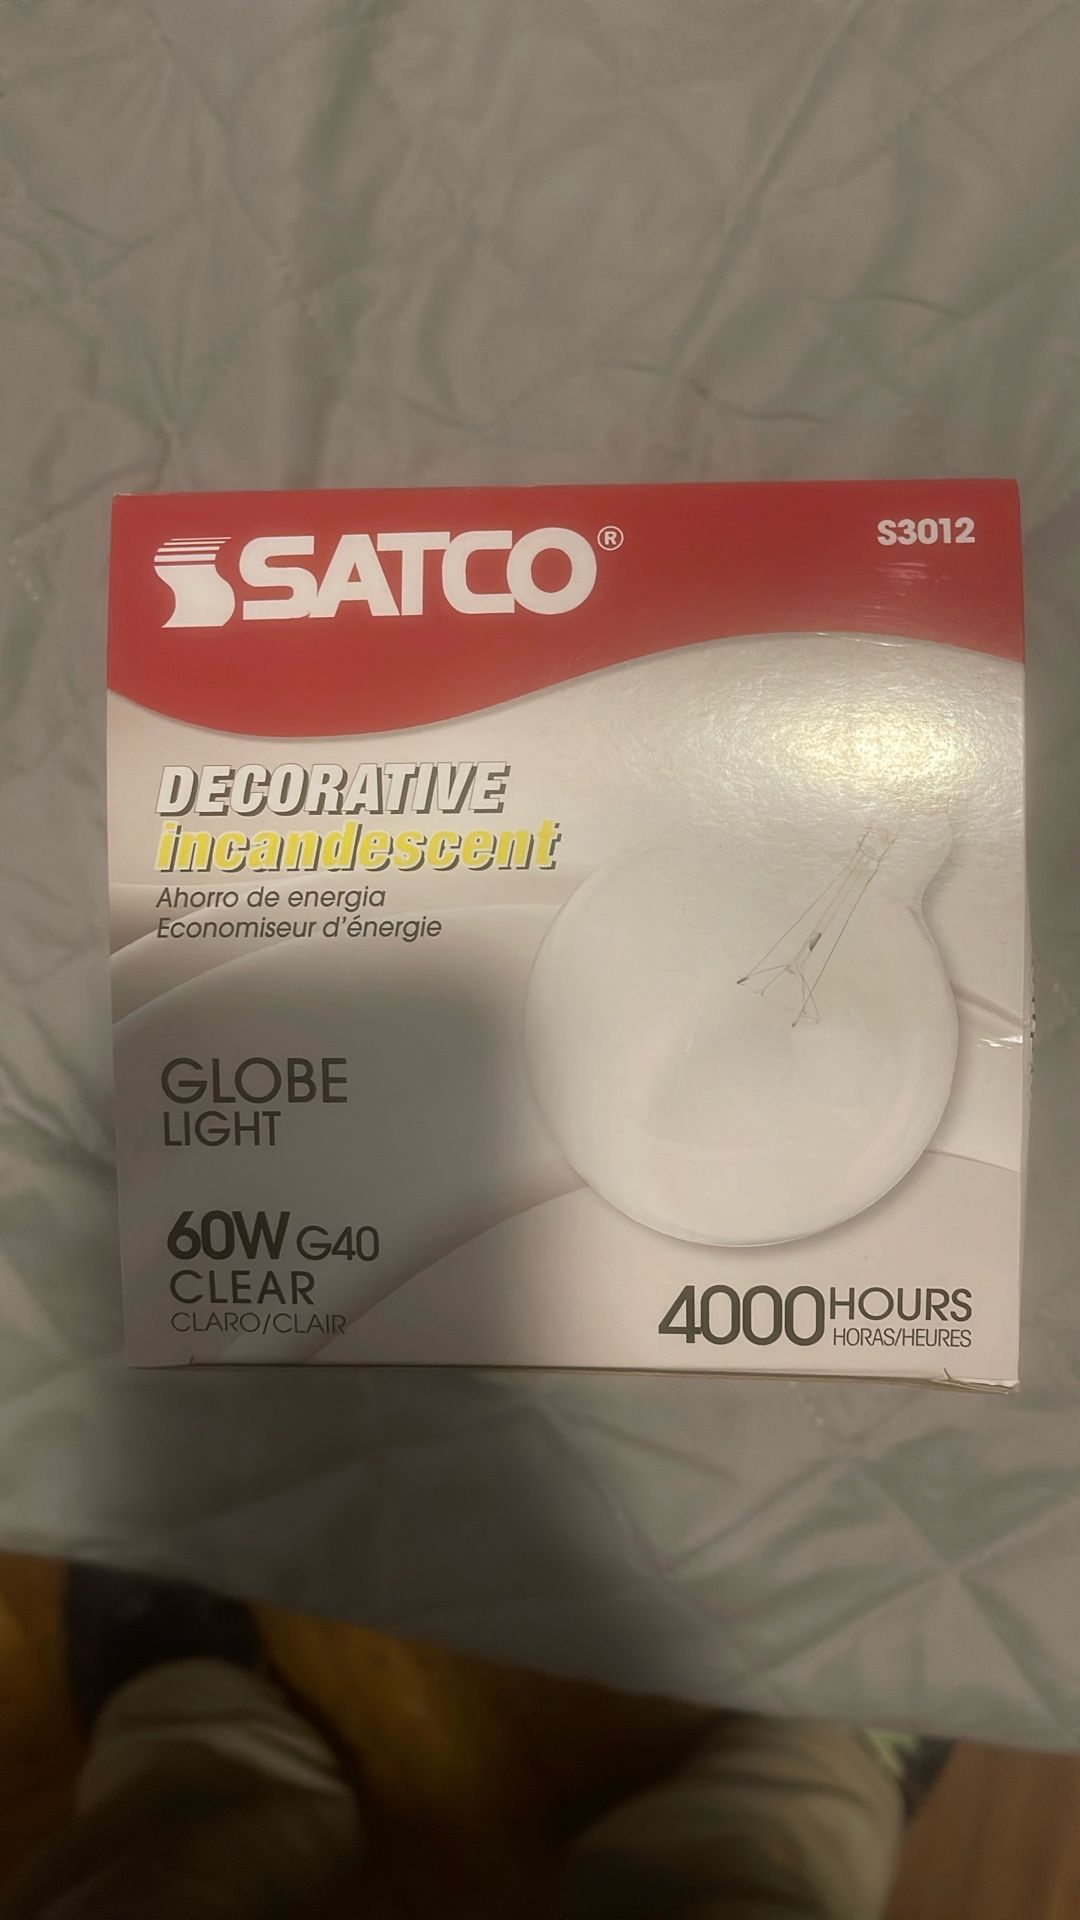 SATCO®
S3012
DECORATIVE
incandescent
Ahorro de energia
Economiseur d'énergie
GLOBE
LIGHT
60W G40
CLEAR
CLARO/CLAIR
4000 HOURS
HORAS/HEURES